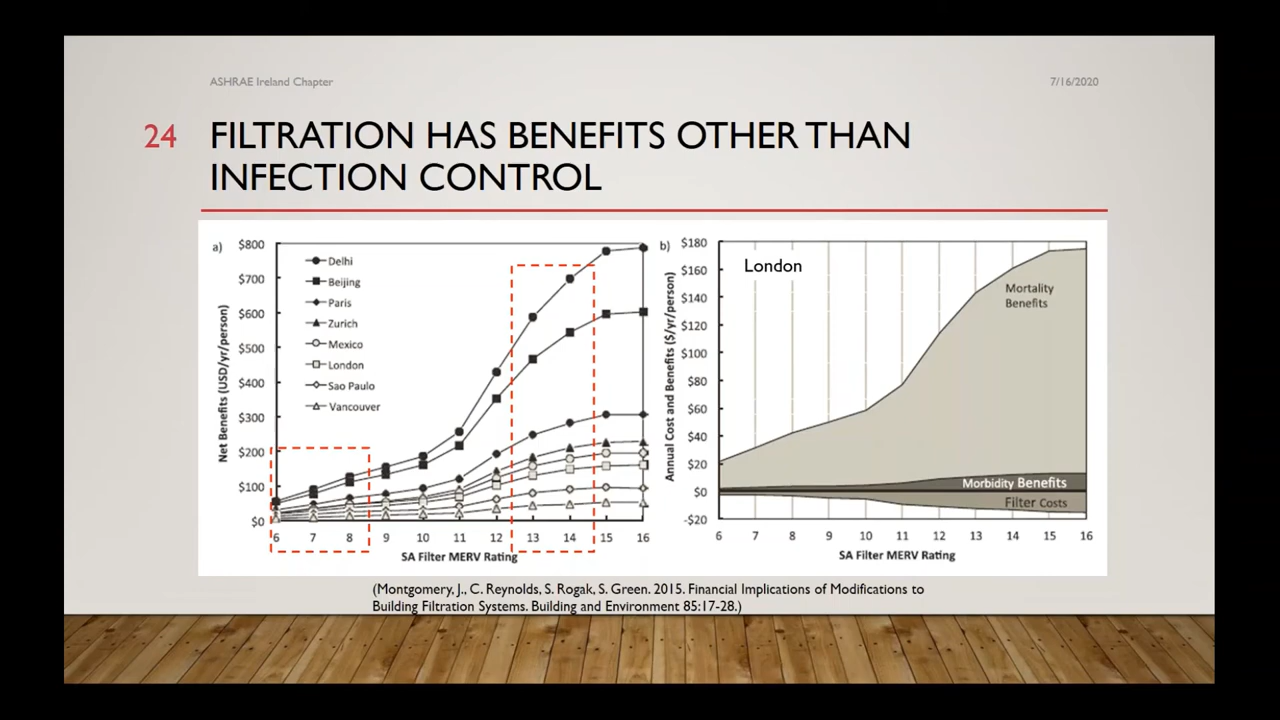 ASHRAE Ireland Chapter
7/16/2020
24
FILTRATION HAS BENEFITS OTHER THAN
INFECTION CONTROL
a)
$800
$700
$600
$500
$400
$300
$200
$100
$0
Net Benefits (USD/yr/person)
Delhi
Beijing
Paris
Zurich
Mexico
London
Sao Paulo
Vancouver
6 7 8 9 10 11 12 13 14 15 16
SA Filter MERV Rating
b)
$180
$160
$140
$120
$100
$80
$60
$40
$20
$0
-$20
Annual Cost and Benefits ($/yr/person)
London
Mortality
Benefits
Morbidity Benefits
Filter Costs
6 7 8 9 10 11 12 13 14 15 16
SA Filter MERV Rating
(Montgomery, J., C. Reynolds, S. Rogak, S. Green. 2015. Financial Implications of Modifications to
Building Filtration Systems. Building and Environment 85:17-28.)